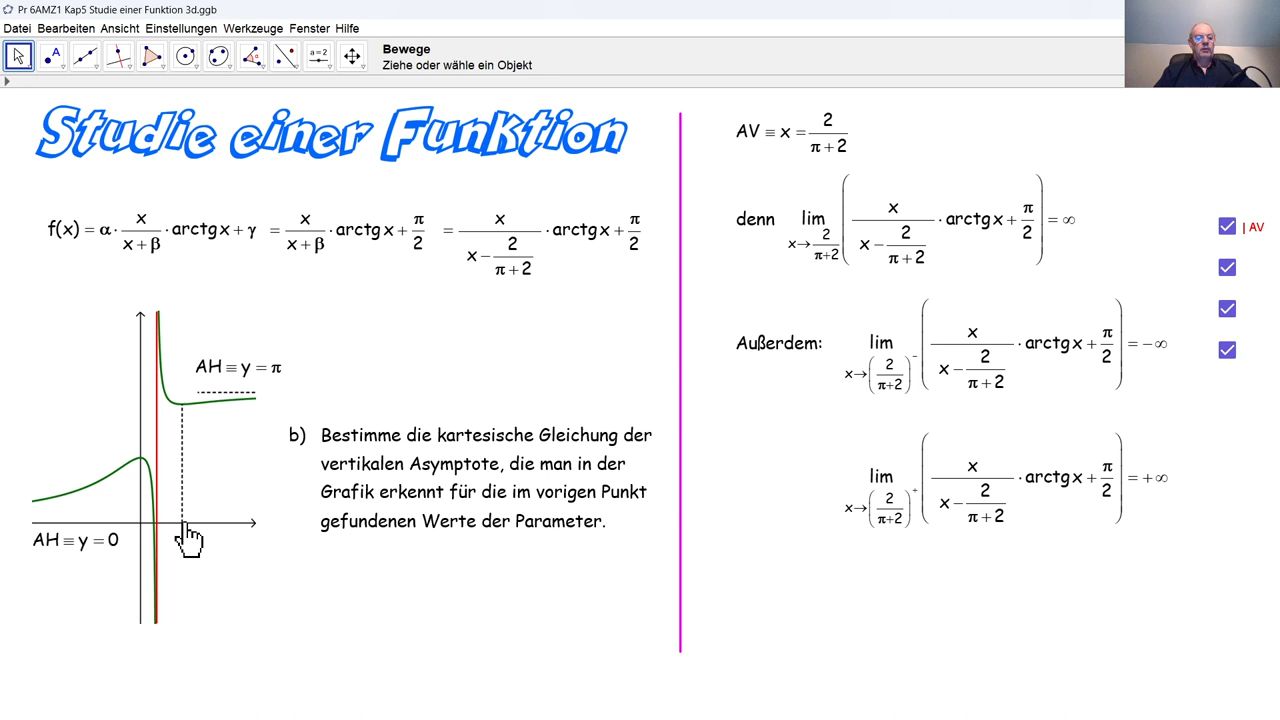 Pr 6AMZ1 Kap5 Studie einer Funktion 3d.ggb
Datei Bearbeiten Ansicht Einstellungen Werkzeuge Fenster Hilfe
A a=2 Bewege
Ziehe oder wähle ein Objekt
Studie einer Funktion
f(x) = α · x/(x+β) · arctg x + γ = x/(x+β) · arctg x + π/2 = x/(x − 2/(π+2)) · arctg x + π/2
AH ≡ y = π
AH ≡ y = 0
b) Bestimme die kartesische Gleichung der
vertikalen Asymptote, die man in der
Grafik erkennt für die im vorigen Punkt
gefundenen Werte der Parameter.
AV ≡ x = 2/(π+2)
denn lim x→2/(π+2) (x/(x − 2/(π+2)) · arctg x + π/2) = ∞
Außerdem: lim x→(2/(π+2))⁻ (x/(x − 2/(π+2)) · arctg x + π/2) = −∞
lim x→(2/(π+2))⁺ (x/(x − 2/(π+2)) · arctg x + π/2) = +∞
| AV